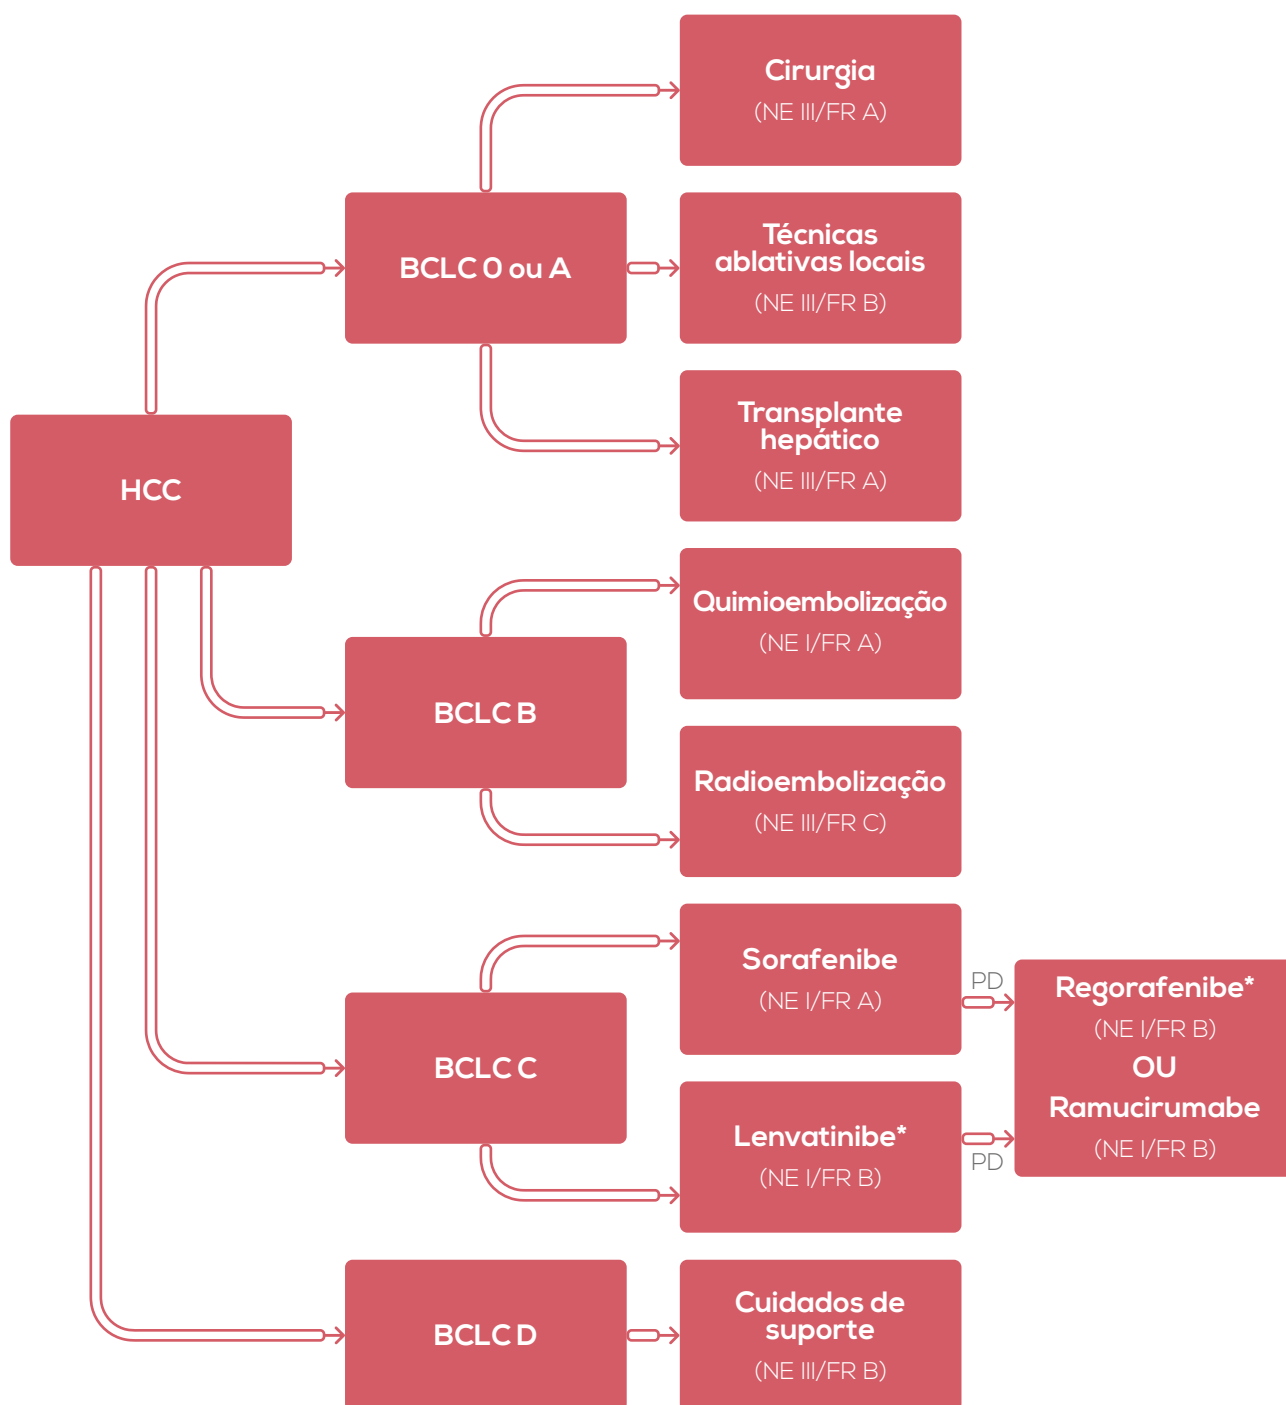 HCC
BCLC 0 ou A
Cirurgia
(NE III/FR A)
Técnicas
ablativas locais
(NE III/FR B)
Transplante
hepático
(NE III/FR A)
BCLC B
Quimioembolização
(NE I/FR A)
Radioembolização
(NE III/FR C)
BCLC C
Sorafenibe
(NE I/FR A)
PD
Lenvatinibe*
(NE I/FR B)
PD
Regorafenibe*
(NE I/FR B)
OU
Ramucirumabe
(NE I/FR B)
BCLC D
Cuidados de
suporte
(NE III/FR B)